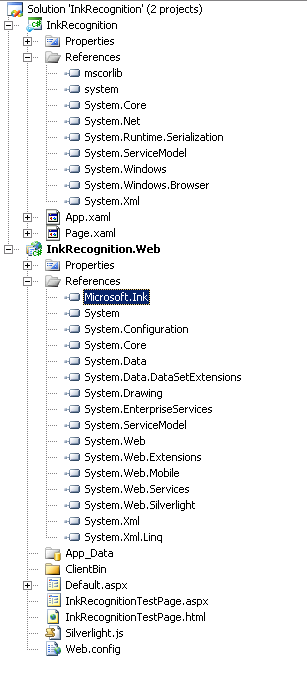 Solution 'InkRecognition' (2 projects)
InkRecognition
Properties
References
mscorlib
system
System.Core
System.Net
System.Runtime.Serialization
System.ServiceModel
System.Windows
System.Windows.Browser
System.Xml
App.xaml
Page.xaml
InkRecognition.Web
Properties
References
Microsoft.Ink
System
System.Configuration
System.Core
System.Data
System.Data.DataSetExtensions
System.Drawing
System.EnterpriseServices
System.ServiceModel
System.Web
System.Web.Extensions
System.Web.Mobile
System.Web.Services
System.Web.Silverlight
System.Xml
System.Xml.Linq
App_Data
ClientBin
Default.aspx
InkRecognitionTestPage.aspx
InkRecognitionTestPage.html
Silverlight.js
Web.config